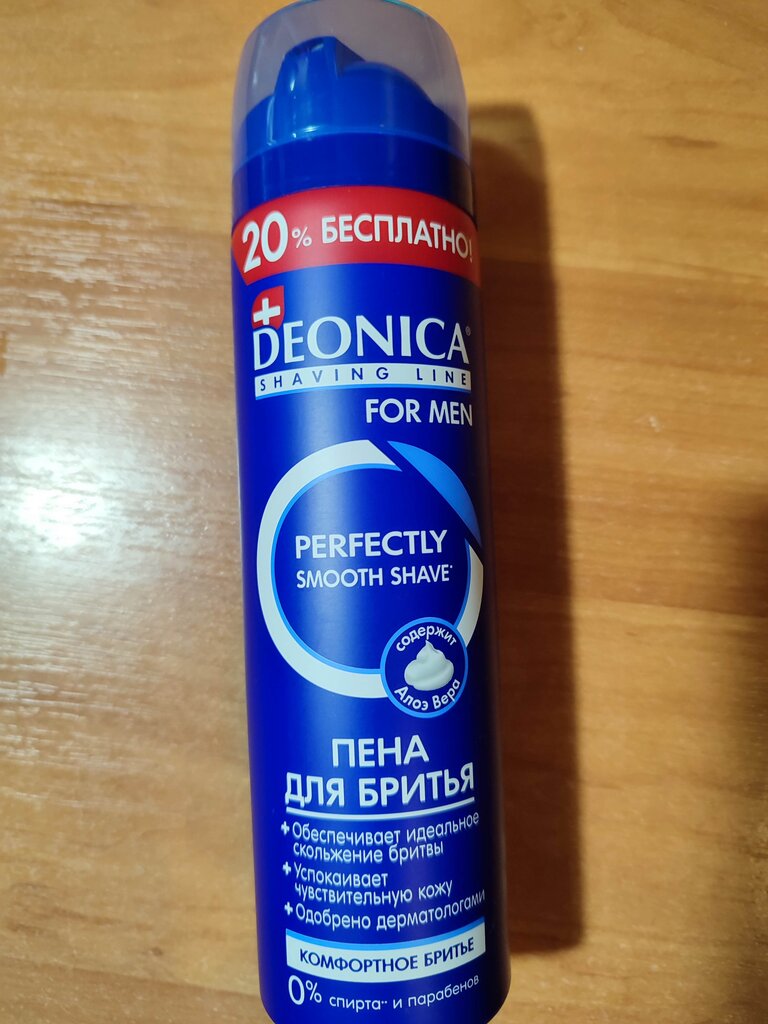 20% БЕСПЛАТНО!
DEONICA®
SHAVING LINE
FOR MEN
PERFECTLY
SMOOTH SHAVE*
содержит
Алоэ Вера
ПЕНА
ДЛЯ БРИТЬЯ
+ Обеспечивает идеальное
скольжение бритвы
+ Успокаивает
чувствительную кожу
+ Одобрено дерматологами
КОМФОРТНОЕ БРИТЬЕ
0% спирта** и парабенов